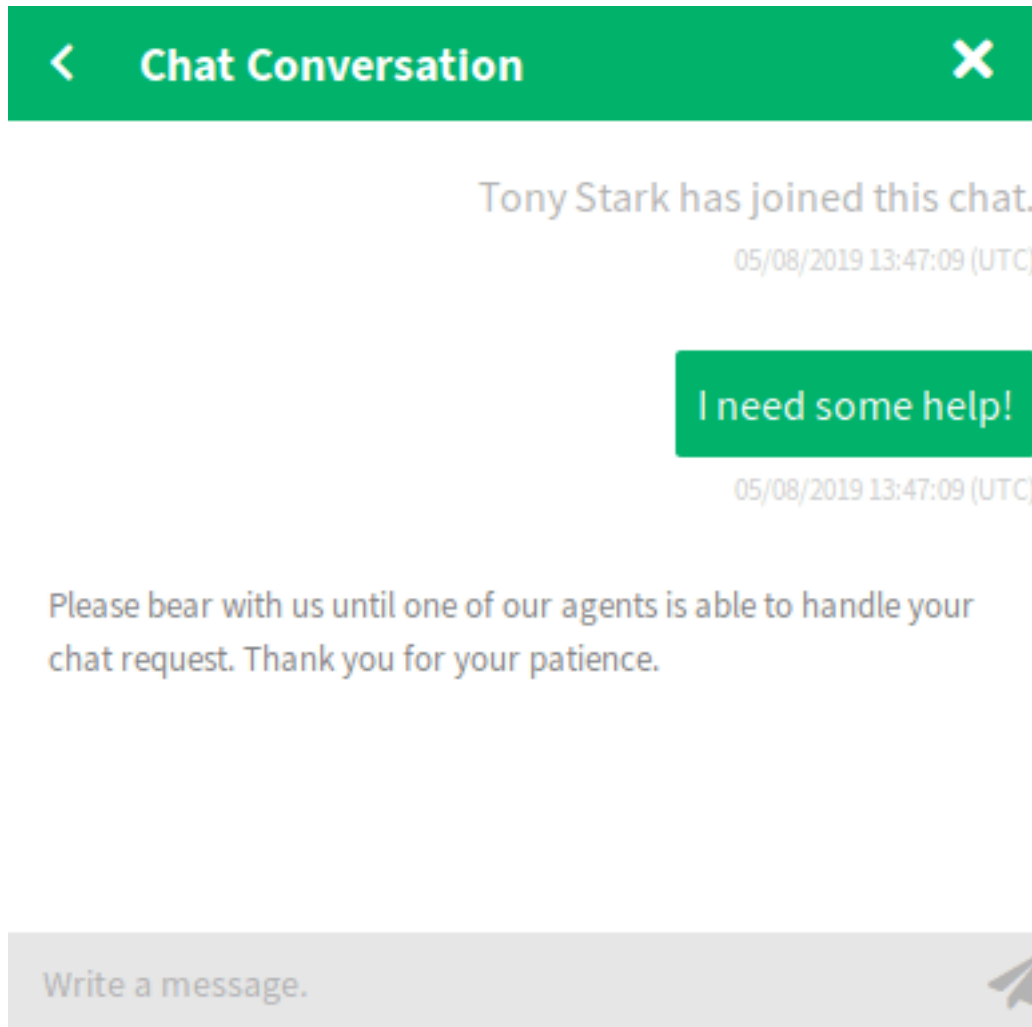 Chat Conversation
Tony Stark has joined this chat.
05/08/2019 13:47:09 (UTC)
I need some help!
05/08/2019 13:47:09 (UTC)
Please bear with us until one of our agents is able to handle your
chat request. Thank you for your patience.
Write a message.